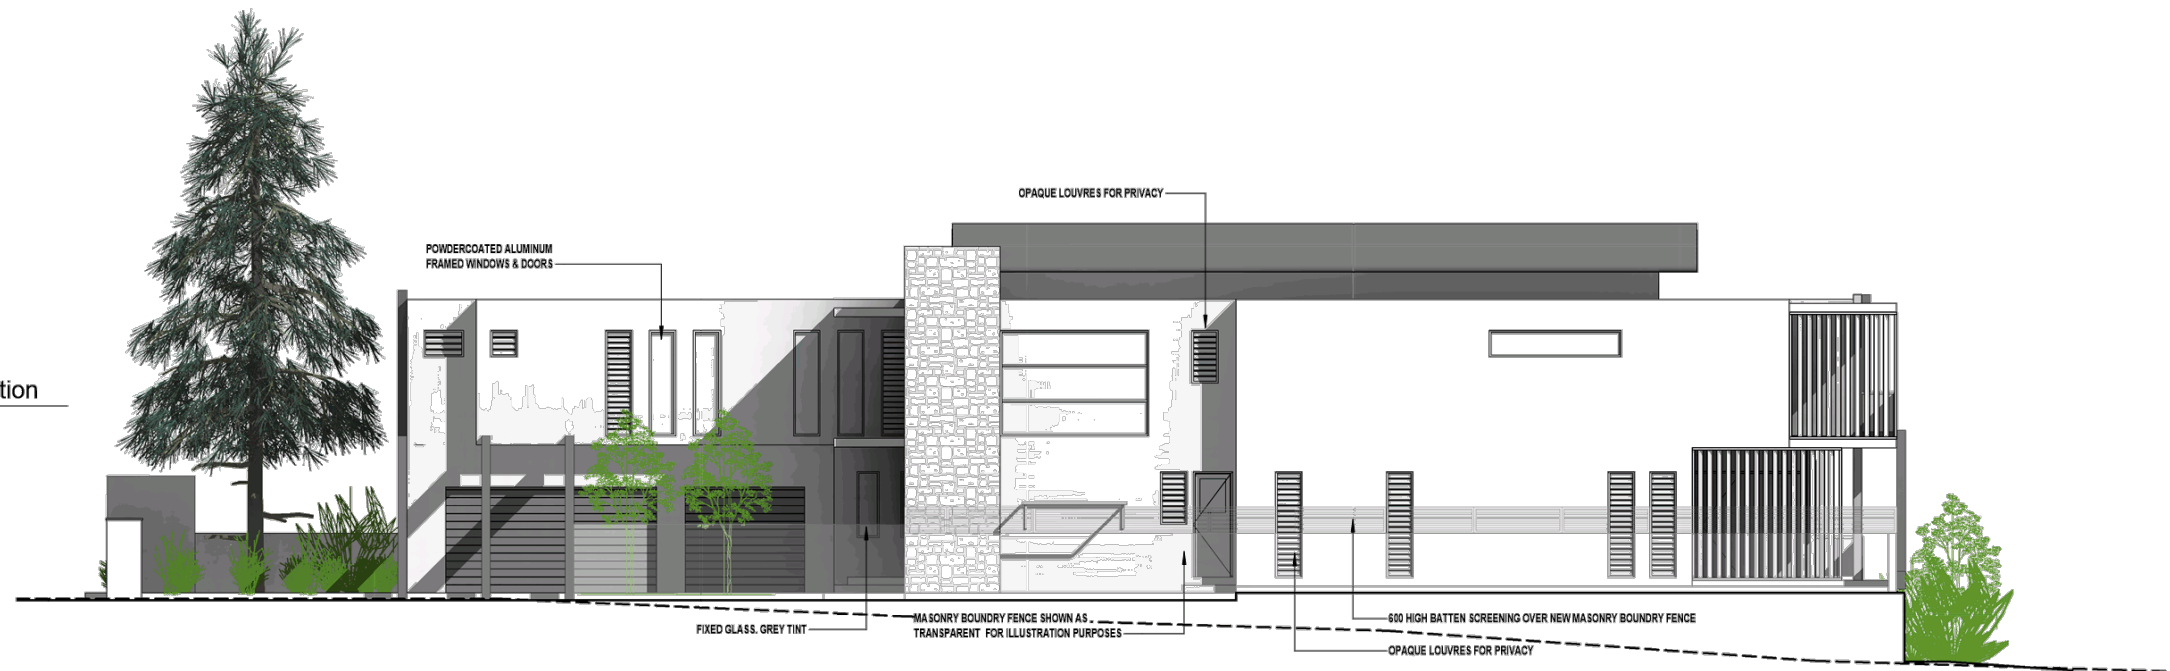 OPAQUE LOUVRES FOR PRIVACY
POWDERCOATED ALUMINUM
FRAMED WINDOWS & DOORS
tion
FIXED GLASS. GREY TINT
MASONRY BOUNDRY FENCE SHOWN AS
TRANSPARENT FOR ILLUSTRATION PURPOSES
600 HIGH BATTEN SCREENING OVER NEW MASONRY BOUNDRY FENCE
OPAQUE LOUVRES FOR PRIVACY